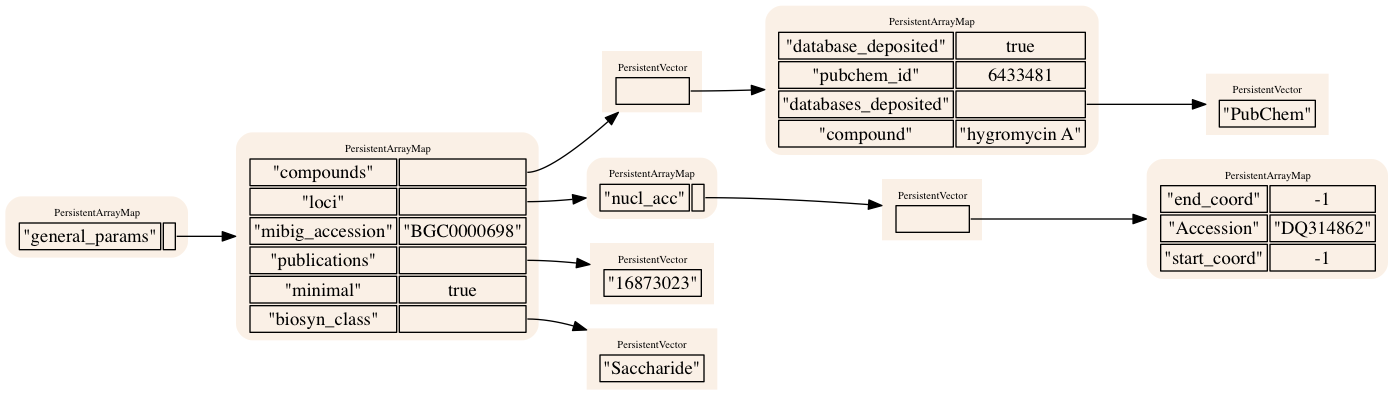 PersistentArrayMap
"general_params"
PersistentArrayMap
"compounds"
"loci"
"mibig_accession" "BGC0000698"
"publications"
"minimal" true
"biosyn_class"
PersistentVector
PersistentArrayMap
"database_deposited" true
"pubchem_id" 6433481
"databases_deposited"
"compound" "hygromycin A"
PersistentVector
"PubChem"
PersistentArrayMap
"nucl_acc"
PersistentVector
PersistentArrayMap
"end_coord" -1
"Accession" "DQ314862"
"start_coord" -1
PersistentVector
"16873023"
PersistentVector
"Saccharide"